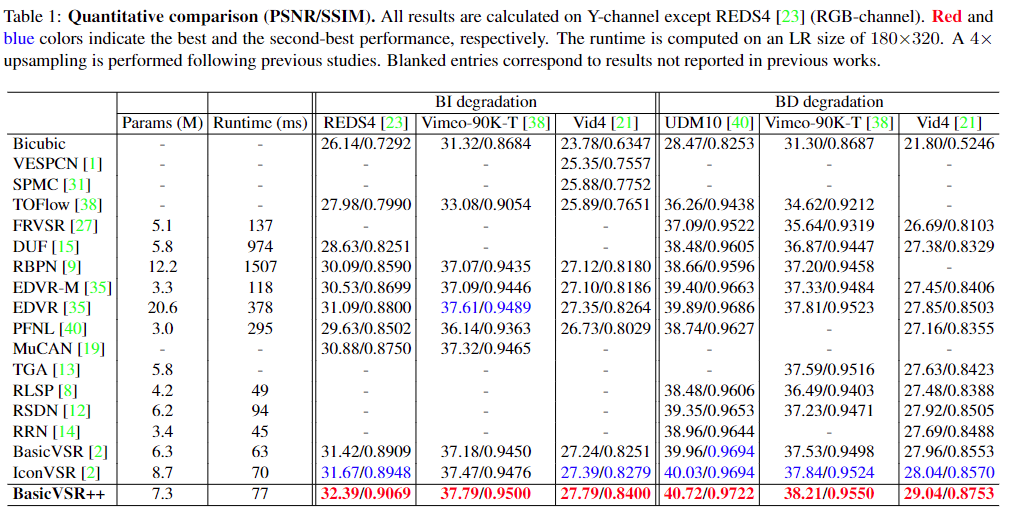 Table 1: Quantitative comparison (PSNR/SSIM). All results are calculated on Y-channel except REDS4 [23] (RGB-channel). Red and
blue colors indicate the best and the second-best performance, respectively. The runtime is computed on an LR size of 180×320. A 4×
upsampling is performed following previous studies. Blanked entries correspond to results not reported in previous works.
BI degradation BD degradation
Params (M) Runtime (ms) REDS4 [23] Vimeo-90K-T [38] Vid4 [21] UDM10 [40] Vimeo-90K-T [38] Vid4 [21]
Bicubic - - 26.14/0.7292 31.32/0.8684 23.78/0.6347 28.47/0.8253 31.30/0.8687 21.80/0.5246
VESPCN [1] - - - - 25.35/0.7557 - - -
SPMC [31] - - - - 25.88/0.7752 - - -
TOFlow [38] - - 27.98/0.7990 33.08/0.9054 25.89/0.7651 36.26/0.9438 34.62/0.9212 -
FRVSR [27] 5.1 137 - - - 37.09/0.9522 35.64/0.9319 26.69/0.8103
DUF [15] 5.8 974 28.63/0.8251 - - 38.48/0.9605 36.87/0.9447 27.38/0.8329
RBPN [9] 12.2 1507 30.09/0.8590 37.07/0.9435 27.12/0.8180 38.66/0.9596 37.20/0.9458 -
EDVR-M [35] 3.3 118 30.53/0.8699 37.09/0.9446 27.10/0.8186 39.40/0.9663 37.33/0.9484 27.45/0.8406
EDVR [35] 20.6 378 31.09/0.8800 37.61/0.9489 27.35/0.8264 39.89/0.9686 37.81/0.9523 27.85/0.8503
PFNL [40] 3.0 295 29.63/0.8502 36.14/0.9363 26.73/0.8029 38.74/0.9627 - 27.16/0.8355
MuCAN [19] - - 30.88/0.8750 37.32/0.9465 - - - -
TGA [13] 5.8 - - - - 37.59/0.9516 27.63/0.8423
RLSP [8] 4.2 49 - - - 38.48/0.9606 36.49/0.9403 27.48/0.8388
RSDN [12] 6.2 94 - - - 39.35/0.9653 37.23/0.9471 27.92/0.8505
RRN [14] 3.4 45 - - - 38.96/0.9644 - 27.69/0.8488
BasicVSR [2] 6.3 63 31.42/0.8909 37.18/0.9450 27.24/0.8251 39.96/0.9694 37.53/0.9498 27.96/0.8553
IconVSR [2] 8.7 70 31.67/0.8948 37.47/0.9476 27.39/0.8279 40.03/0.9694 37.84/0.9524 28.04/0.8570
BasicVSR++ 7.3 77 32.39/0.9069 37.79/0.9500 27.79/0.8400 40.72/0.9722 38.21/0.9550 29.04/0.8753